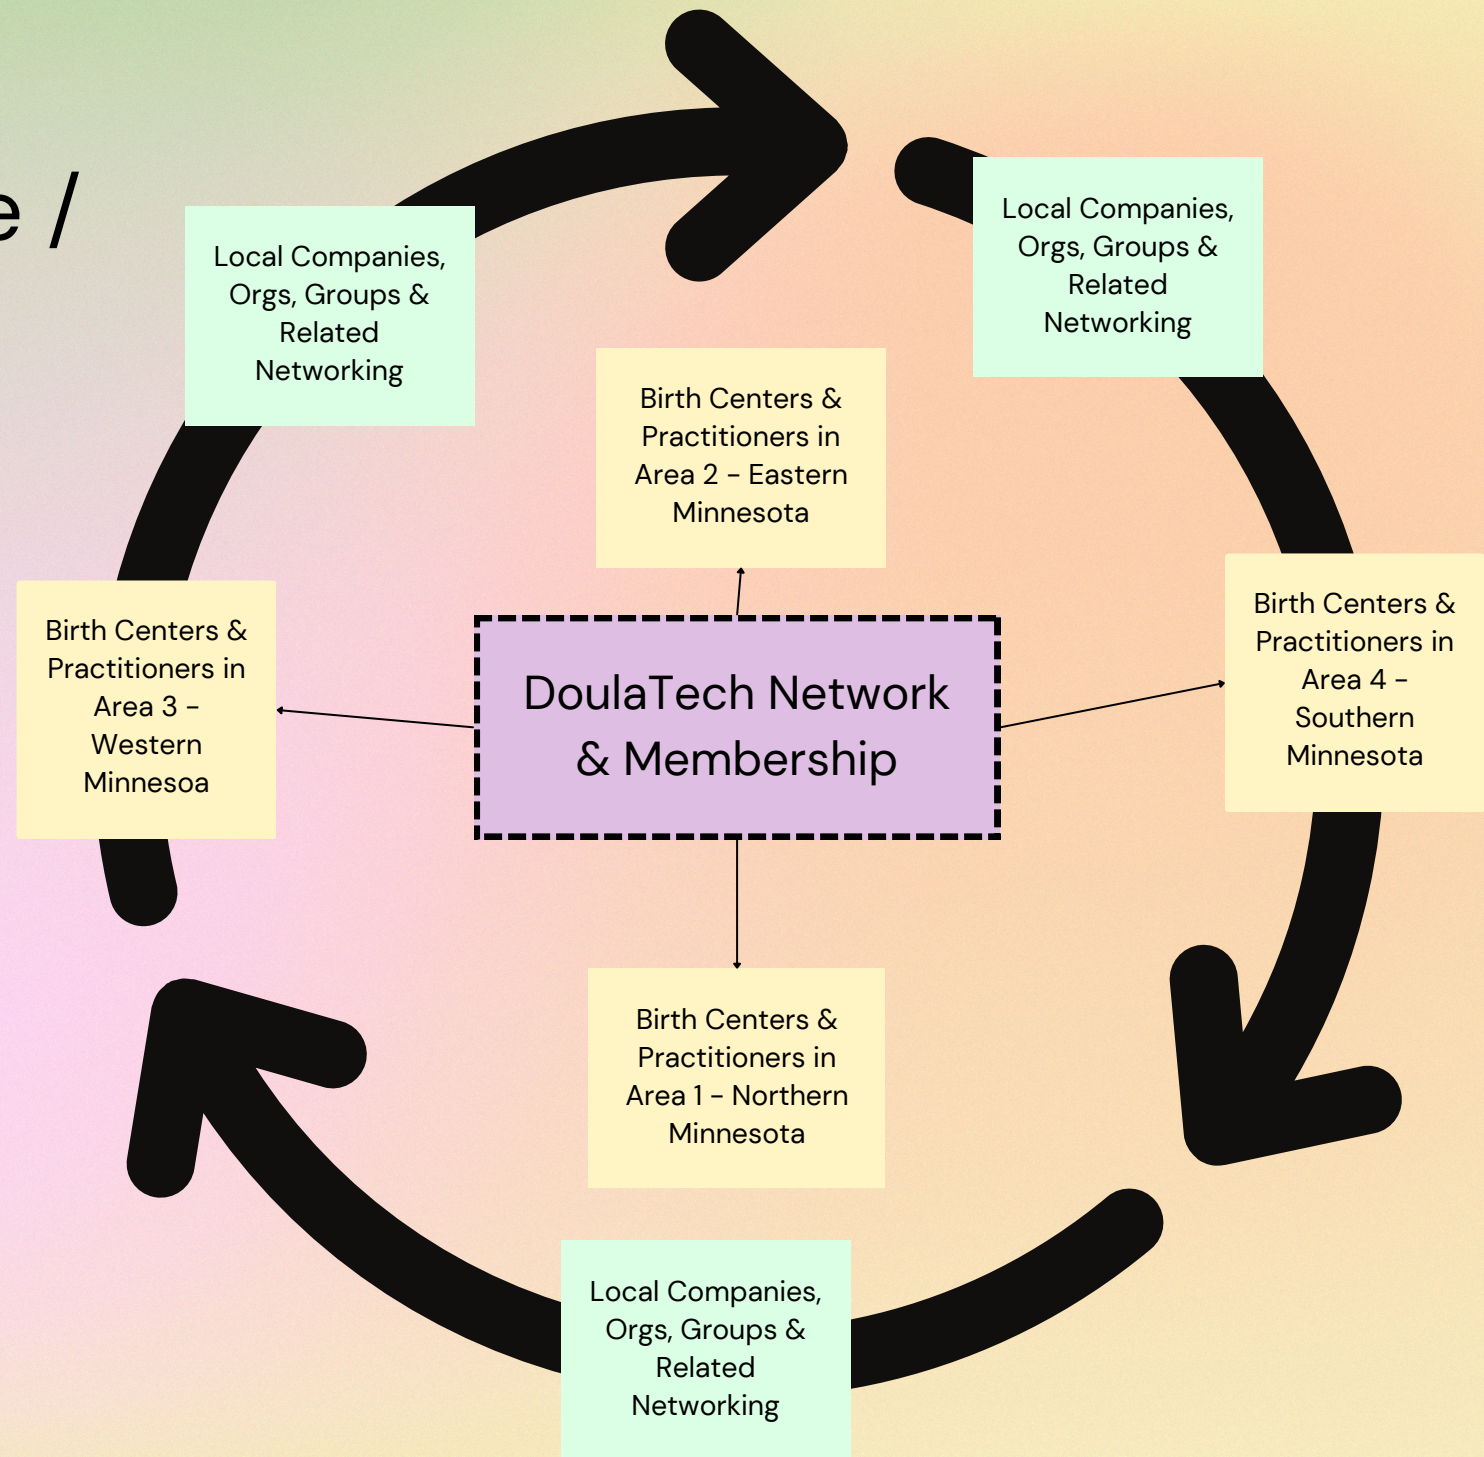 e /
Local Companies,
Orgs, Groups &
Related
Networking
Local Companies,
Orgs, Groups &
Related
Networking
Birth Centers &
Practitioners in
Area 2 - Eastern
Minnesota
Birth Centers &
Practitioners in
Area 3 -
Western
Minnesoa
DoulaTech Network
& Membership
Birth Centers &
Practitioners in
Area 4 -
Southern
Minnesota
Birth Centers &
Practitioners in
Area 1 - Northern
Minnesota
Local Companies,
Orgs, Groups &
Related
Networking